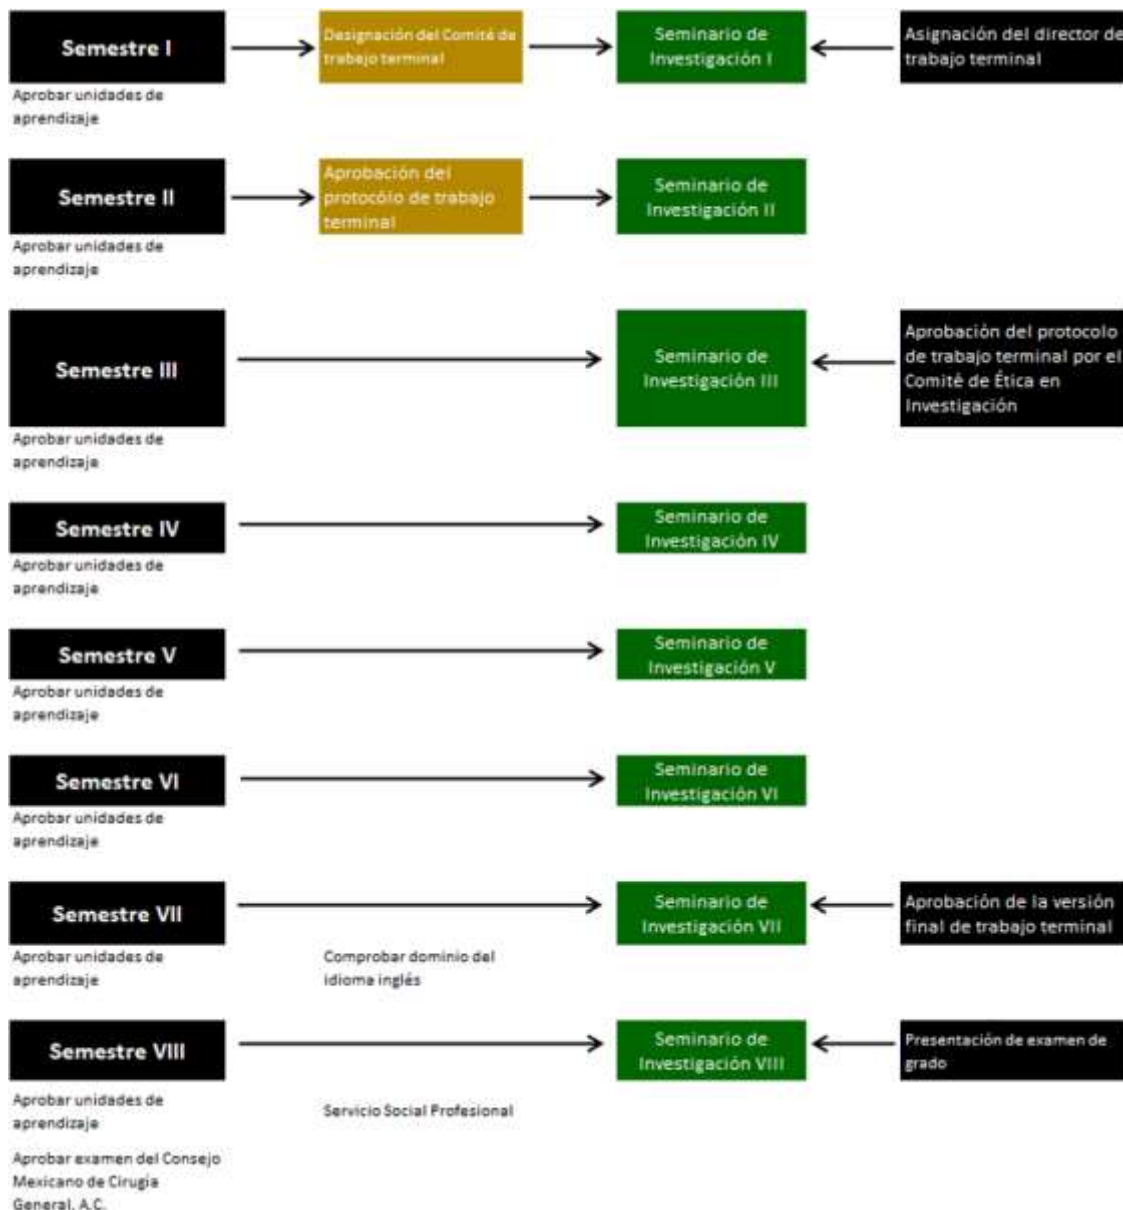 Semestre I
Designación del Comité de
trabajo terminal
Seminario de
Investigación I
Asignación del director de
trabajo terminal
Aprobar unidades de
aprendizaje
Semestre II
Aprobación del
protocólo de trabajo
terminal
Seminario de
Investigación II
Aprobar unidades de
aprendizaje
Semestre III
Seminario de
Investigación III
Aprobación del protocolo
de trabajo terminal por el
Comité de Ética en
Investigación
Aprobar unidades de
aprendizaje
Semestre IV
Seminario de
Investigación IV
Aprobar unidades de
aprendizaje
Semestre V
Seminario de
Investigación V
Aprobar unidades de
aprendizaje
Semestre VI
Seminario de
Investigación VI
Aprobar unidades de
aprendizaje
Semestre VII
Seminario de
Investigación VII
Aprobación de la versión
final de trabajo terminal
Aprobar unidades de
aprendizaje
Comprobar dominio del
idioma inglés
Semestre VIII
Seminario de
Investigación VIII
Presentación de examen de
grado
Aprobar unidades de
aprendizaje
Servicio Social Profesional
Aprobar examen del Consejo
Mexicano de Cirugía
General, A.C.